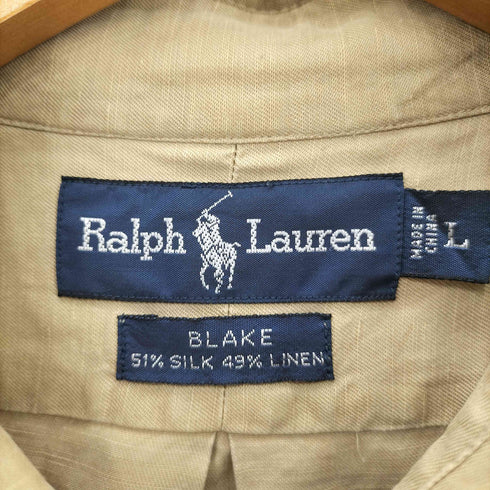 Ralph Lauren
MADE IN
CHINA
L
BLAKE
51% SILK 49% LINEN